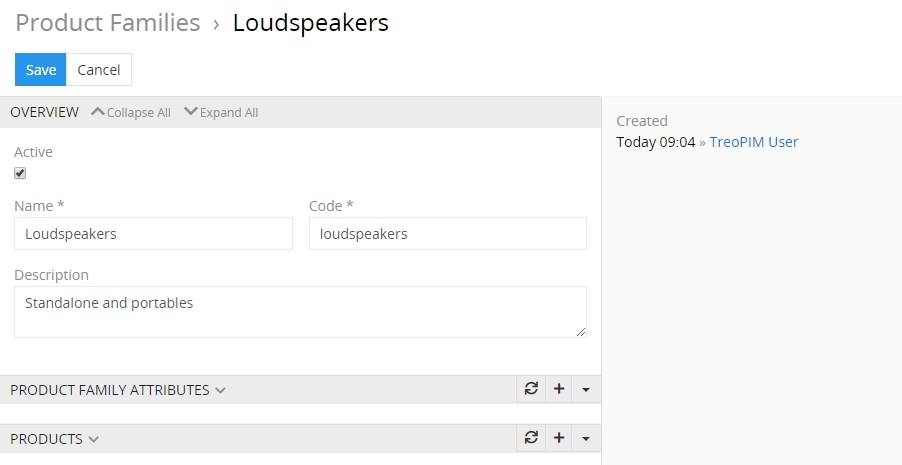 Product Families › Loudspeakers
Save Cancel
OVERVIEW Collapse All Expand All
Created
Today 09:04 » TreoPIM User
Active
Name * Code *
Loudspeakers loudspeakers
Description
Standalone and portables
PRODUCT FAMILY ATTRIBUTES
PRODUCTS